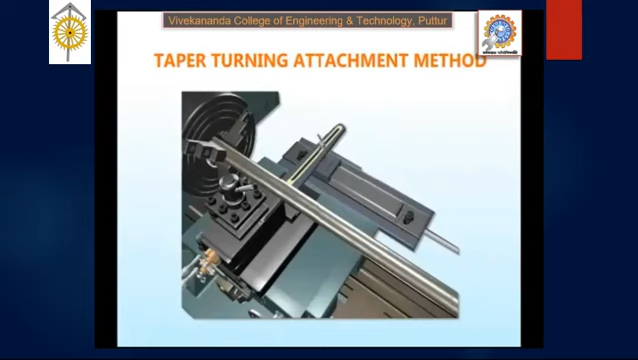 Vivekananda College of Engineering & Technology, Puttur
TAPER TURNING ATTACHMENT METHOD